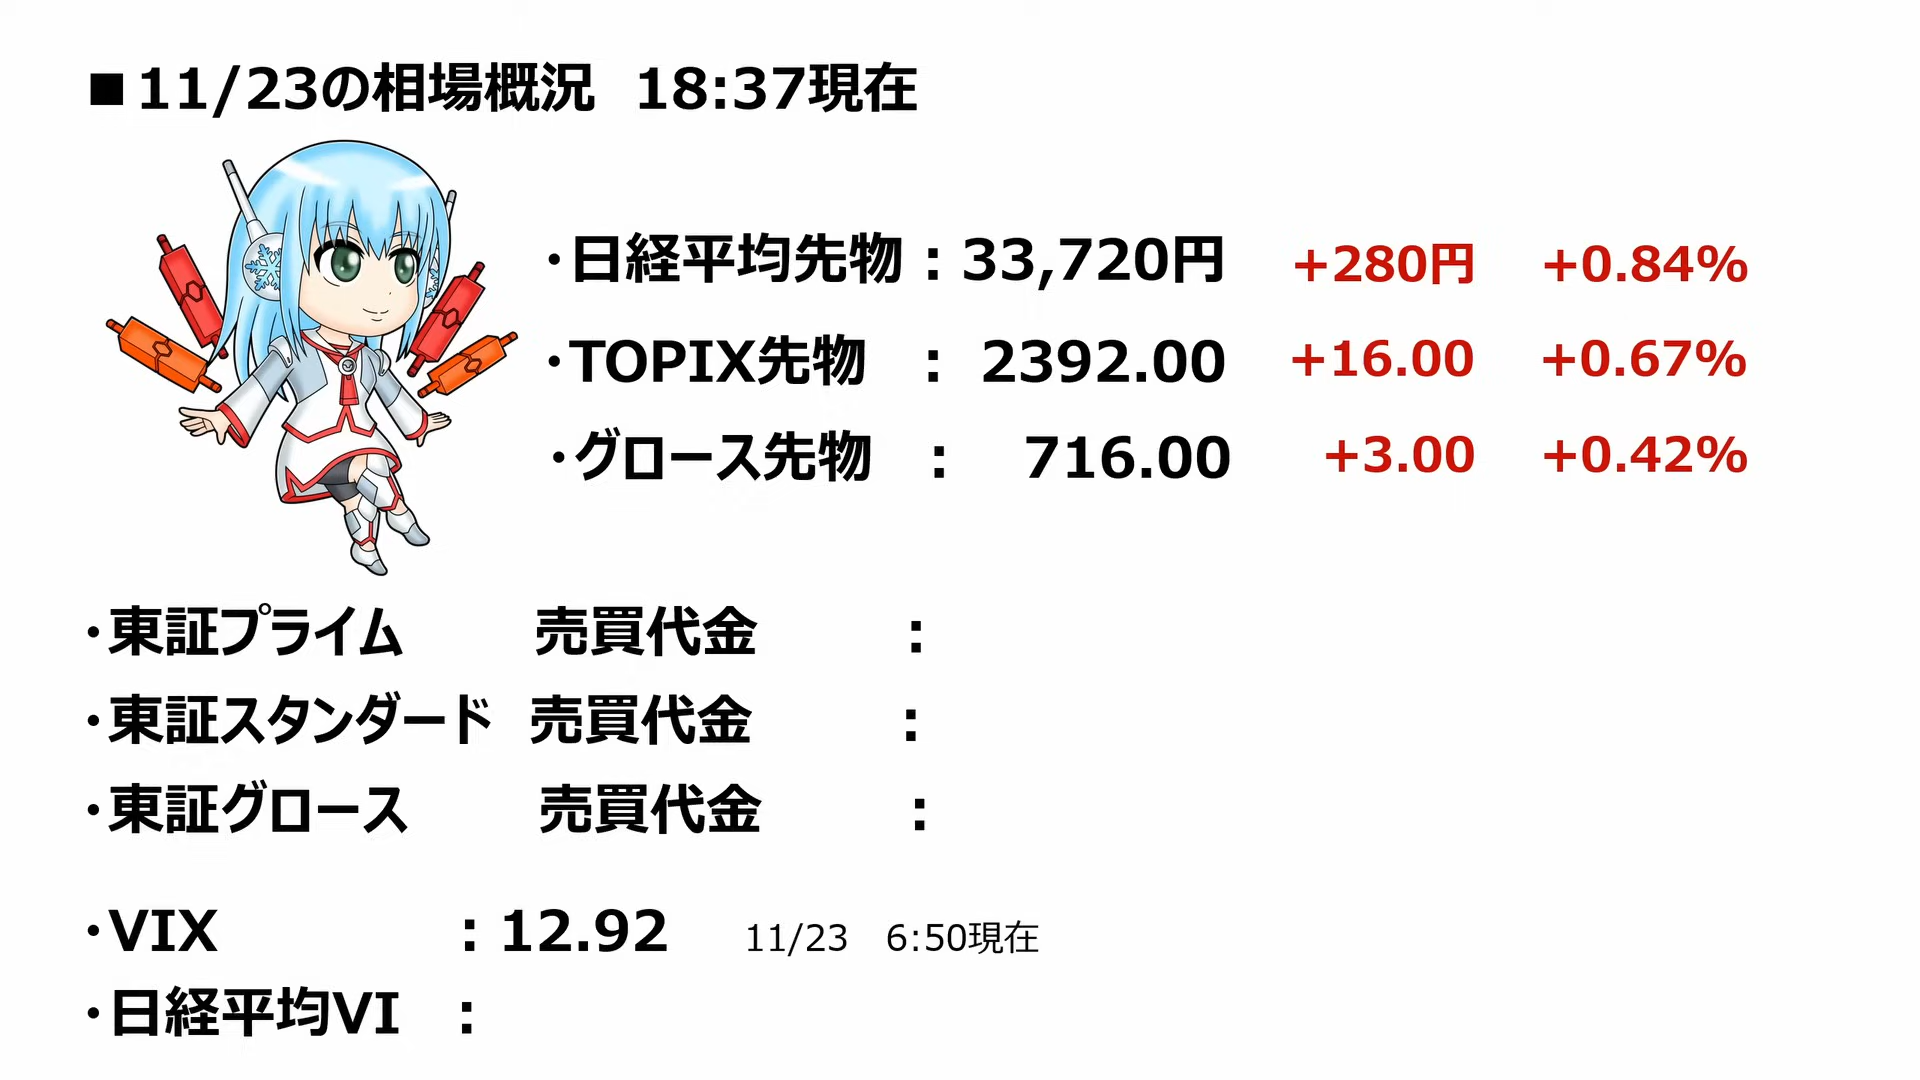 ■11/23の相場概況 18:37現在
・日経平均先物：33,720円 +280円 +0.84%
・TOPIX先物 ： 2392.00 +16.00 +0.67%
・グロース先物 ： 716.00 +3.00 +0.42%
・東証プライム 売買代金 ：
・東証スタンダード 売買代金 ：
・東証グロース 売買代金 ：
・VIX ：12.92 11/23 6:50現在
・日経平均VI ：